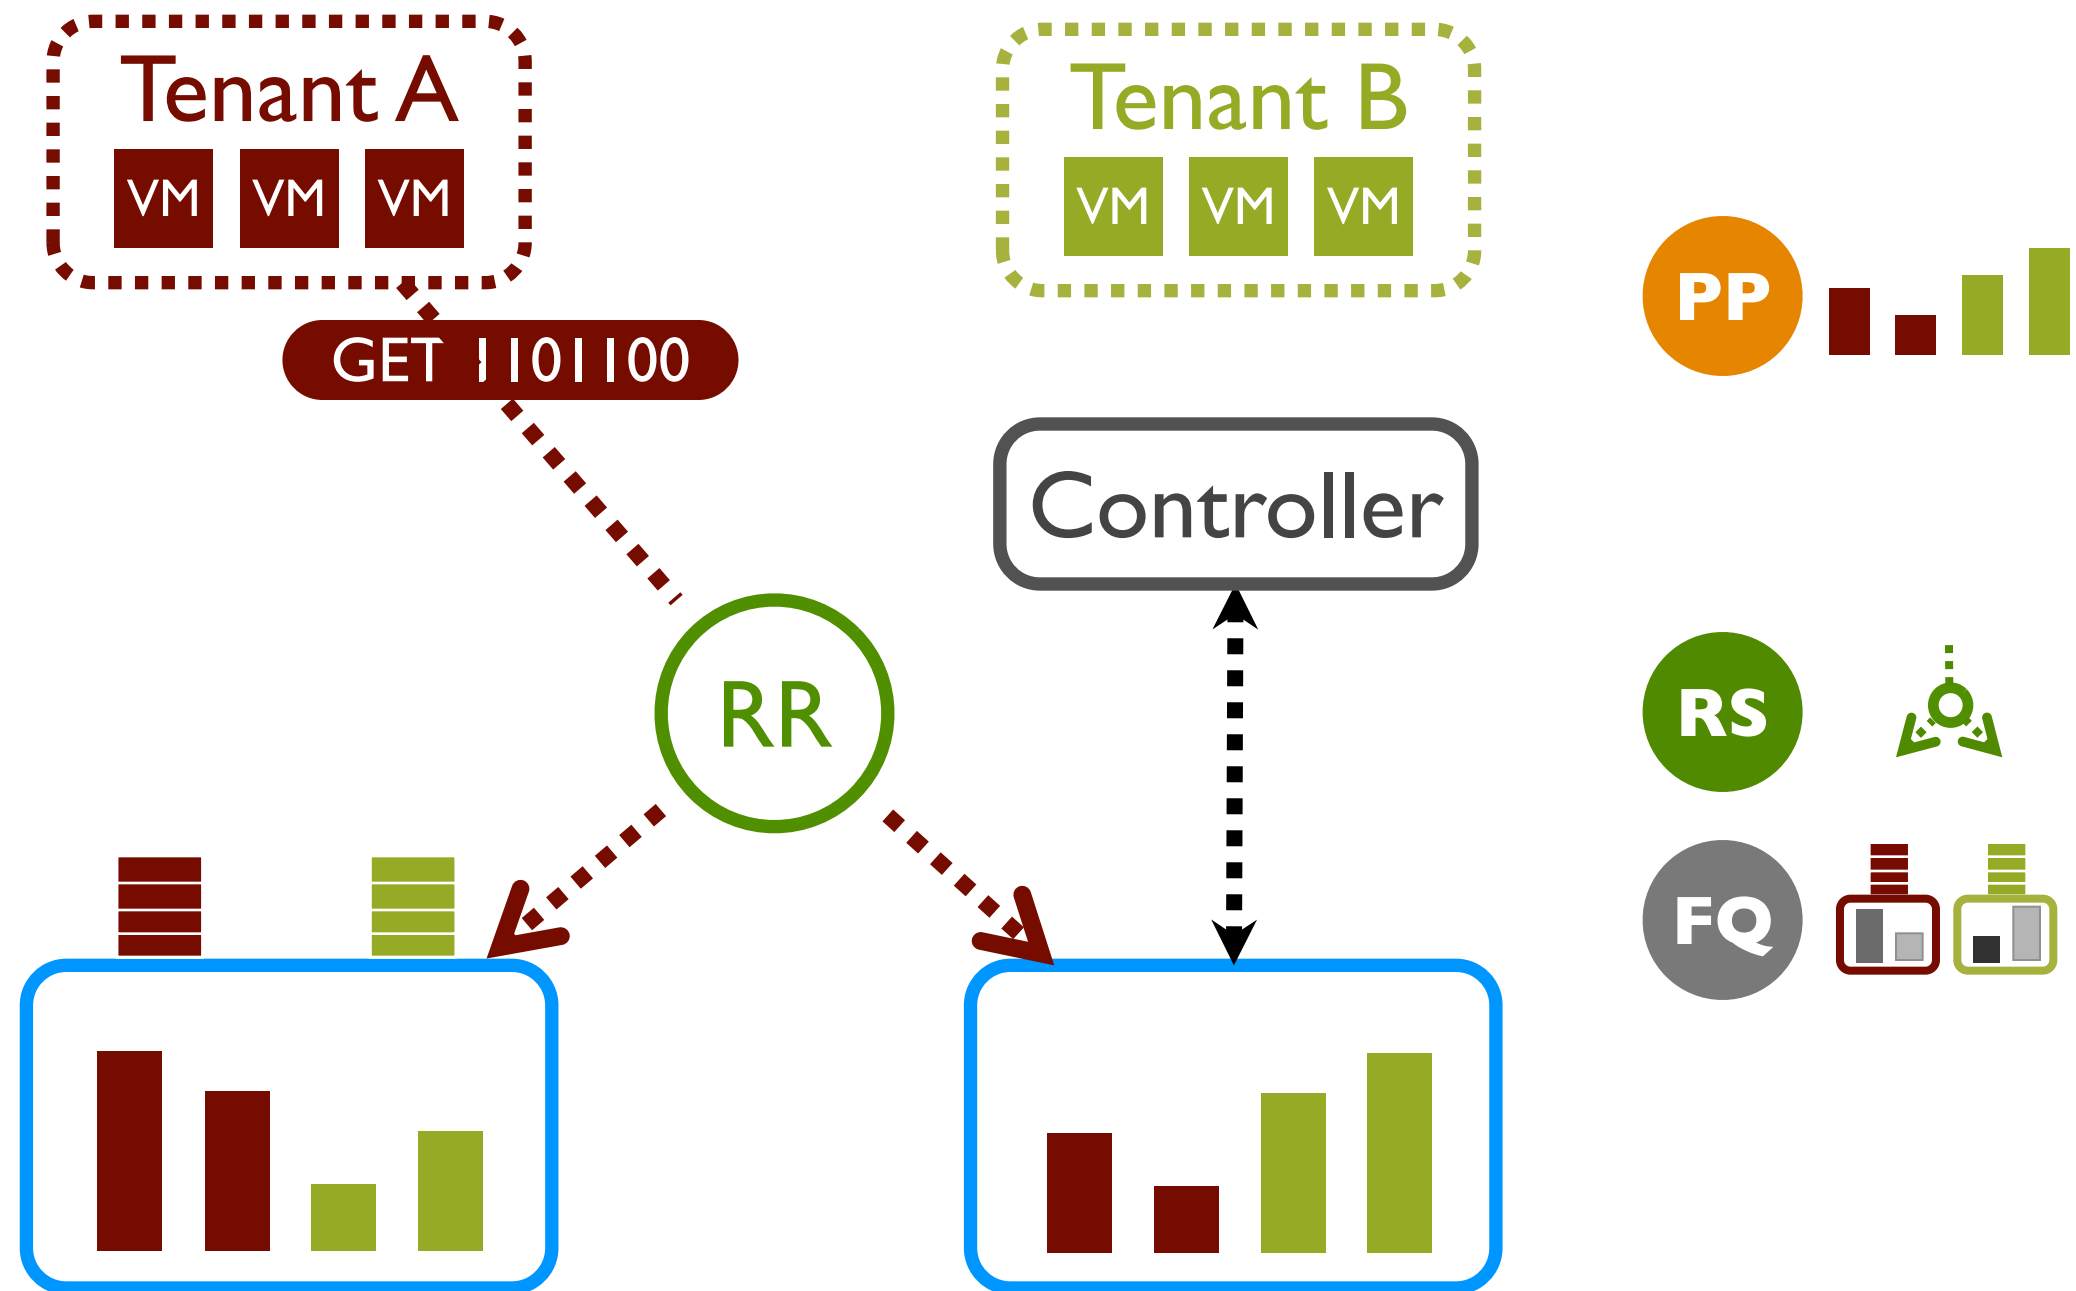 Tenant A
VM VM VM
Tenant B
VM VM VM
PP
GET 1101100
Controller
RR
RS
FQ